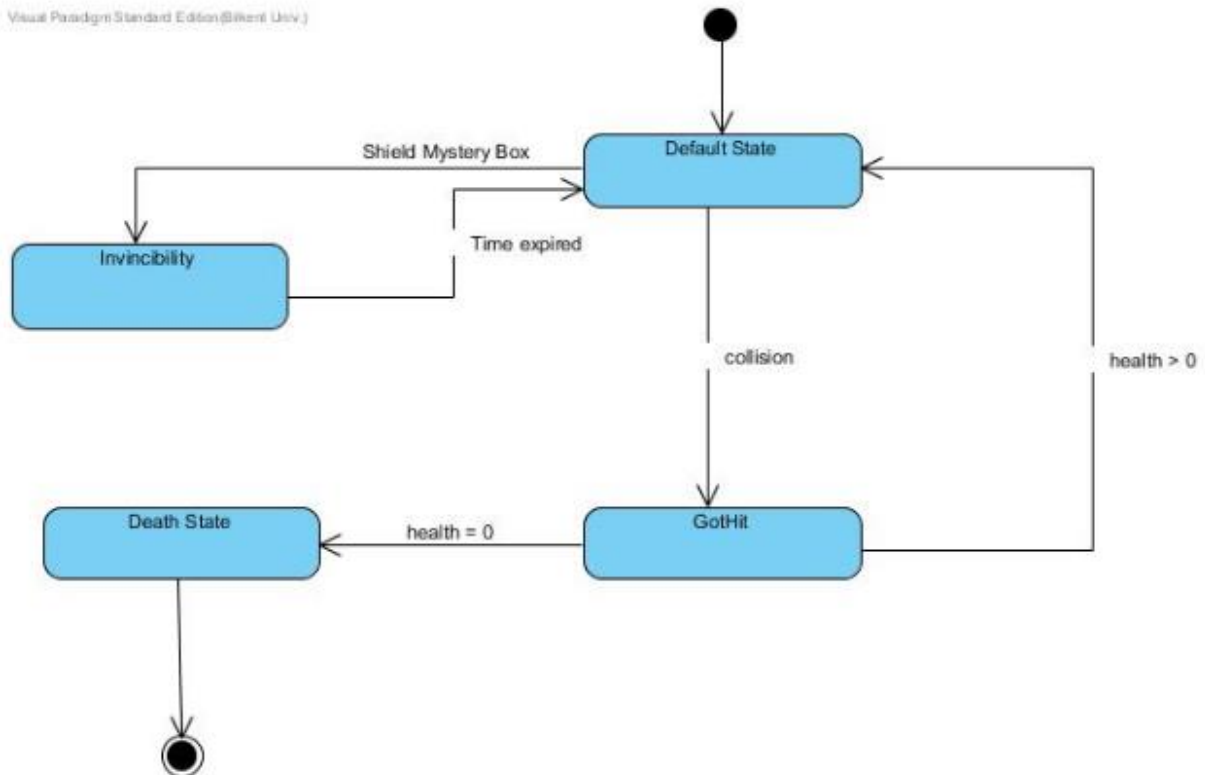 Visual Paradigm Standard Edition(Bilkent Univ.)
Default State
Shield Mystery Box
Time expired
Invincibility
collision
health > 0
Death State
health = 0
GotHit